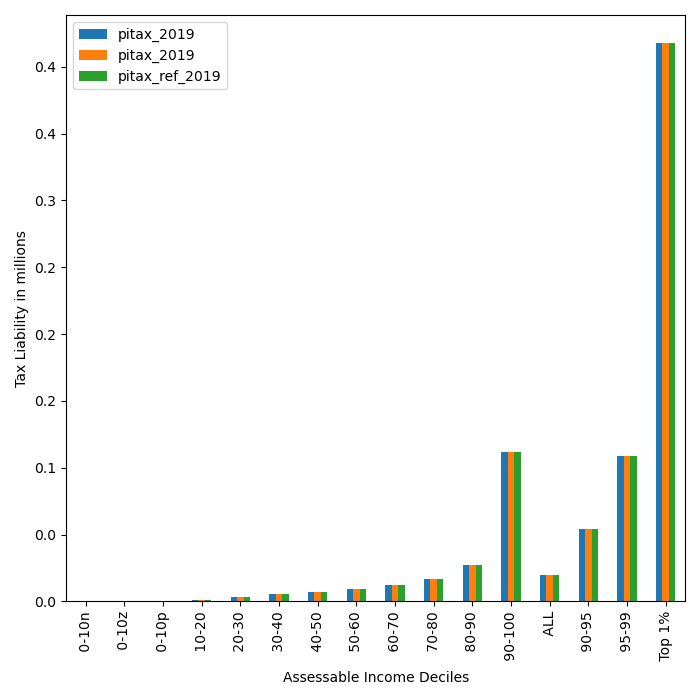 pitax_2019
pitax_2019
pitax_ref_2019
0.4
0.4
0.3
0.2
0.2
0.2
0.1
0.0
0.0
Tax Liability in millions
0-10n
0-10z
0-10p
10-20
20-30
30-40
40-50
50-60
60-70
70-80
80-90
90-100
ALL
90-95
95-99
Top 1%
Assessable Income Deciles